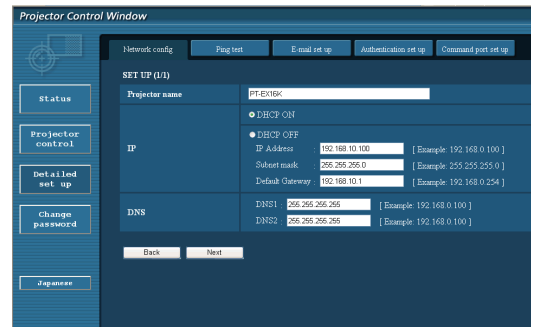 Projector Control Window
Network config
Ping test
E-mail set up
Authentication set up
Command port set up
SET UP (1/1)
Status
Projector name
PT-EX16K
DHCP ON
Projector
control
IP
DHCP OFF
IP Address : 192.168.10.100 [ Example: 192.168.0.100 ]
Subnet mask : 255.255.255.0 [ Example: 255.255.255.0 ]
Default Gateway : 192.168.10.1 [ Example: 192.168.0.254 ]
Detailed
set up
DNS
DNS1 : 255.255.255.255 [ Example: 192.168.0.100 ]
DNS2 : 255.255.255.255 [ Example: 192.168.0.100 ]
Change
password
Back
Next
Japanese